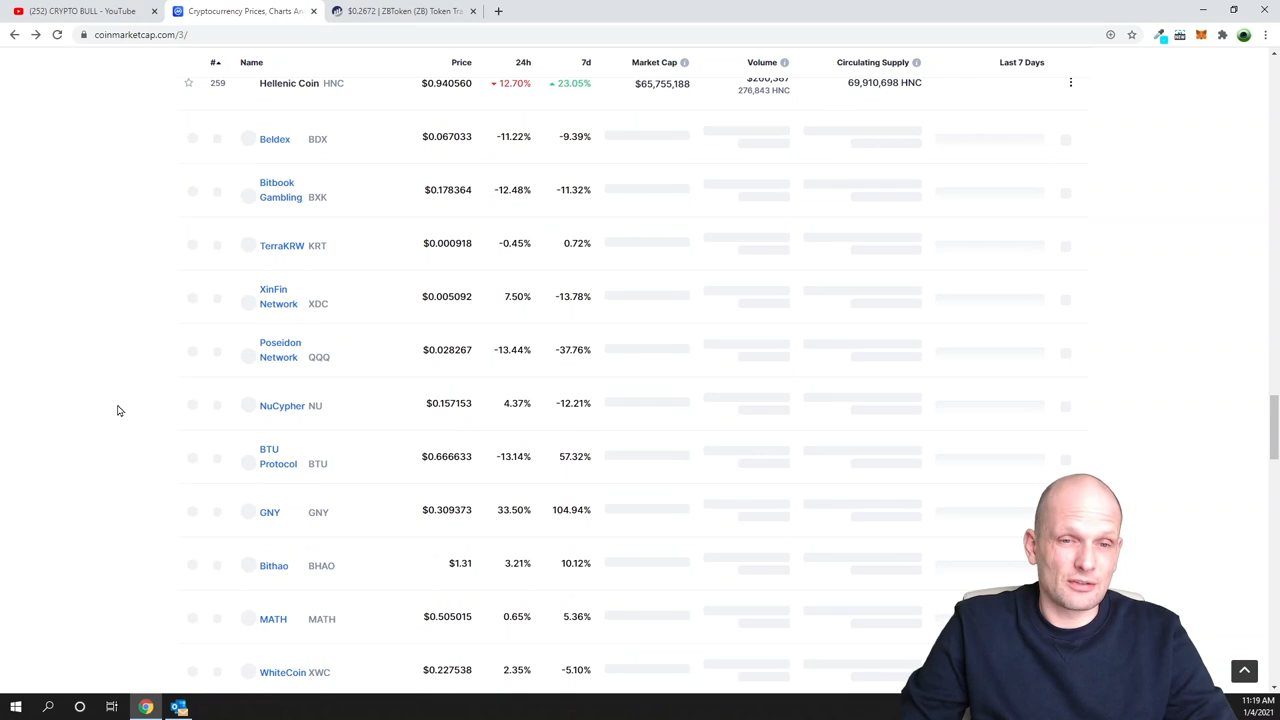 (252) CRYPTO BULL - YouTube
Cryptocurrency Prices, Charts An
$0.2672 | ZBToken (ZB) Token Tra
coinmarketcap.com/3/
# Name Price 24h 7d Market Cap Volume Circulating Supply Last 7 Days
259 Hellenic Coin HNC $0.940560 12.70% 23.05% $65,755,188 $260,387 69,910,698 HNC
276,843 HNC
Beldex BDX $0.067033 -11.22% -9.39%
Bitbook
Gambling BXK $0.178364 -12.48% -11.32%
TerraKRW KRT $0.000918 -0.45% 0.72%
XinFin
Network XDC $0.005092 7.50% -13.78%
Poseidon
Network QQQ $0.028267 -13.44% -37.76%
NuCypher NU $0.157153 4.37% -12.21%
BTU
Protocol BTU $0.666633 -13.14% 57.32%
GNY GNY $0.309373 33.50% 104.94%
Bithao BHAO $1.31 3.21% 10.12%
MATH MATH $0.505015 0.65% 5.36%
WhiteCoin XWC $0.227538 2.35% -5.10%
11:19 AM
1/4/2021